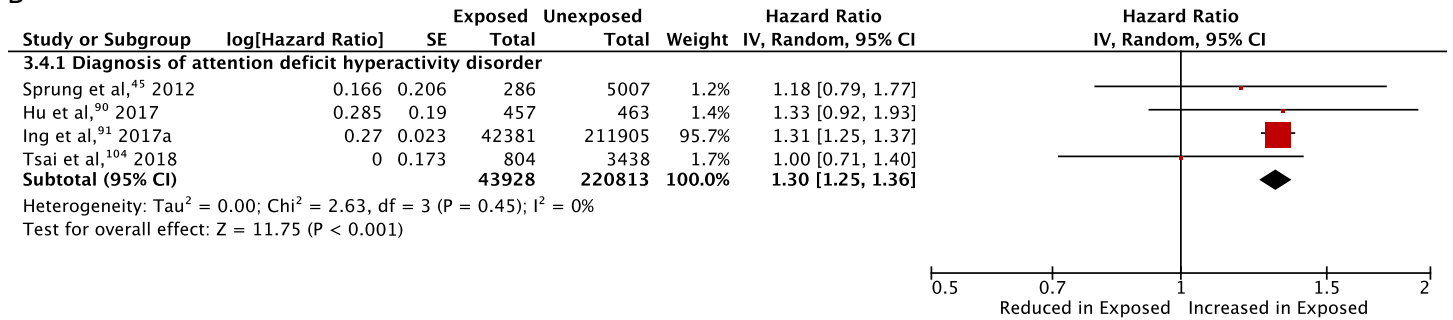 Exposed Unexposed Hazard Ratio Hazard Ratio
Study or Subgroup log[Hazard Ratio] SE Total Total Weight IV, Random, 95% CI IV, Random, 95% CI
3.4.1 Diagnosis of attention deficit hyperactivity disorder
Sprung et al,45 2012 0.166 0.206 286 5007 1.2% 1.18 [0.79, 1.77]
Hu et al,90 2017 0.285 0.19 457 463 1.4% 1.33 [0.92, 1.93]
Ing et al,91 2017a 0.27 0.023 42381 211905 95.7% 1.31 [1.25, 1.37]
Tsai et al,104 2018 0 0.173 804 3438 1.7% 1.00 [0.71, 1.40]
Subtotal (95% CI) 43928 220813 100.0% 1.30 [1.25, 1.36]
Heterogeneity: Tau2 = 0.00; Chi2 = 2.63, df = 3 (P = 0.45); I2 = 0%
Test for overall effect: Z = 11.75 (P < 0.001)
0.5 0.7 1 1.5 2
Reduced in Exposed Increased in Exposed